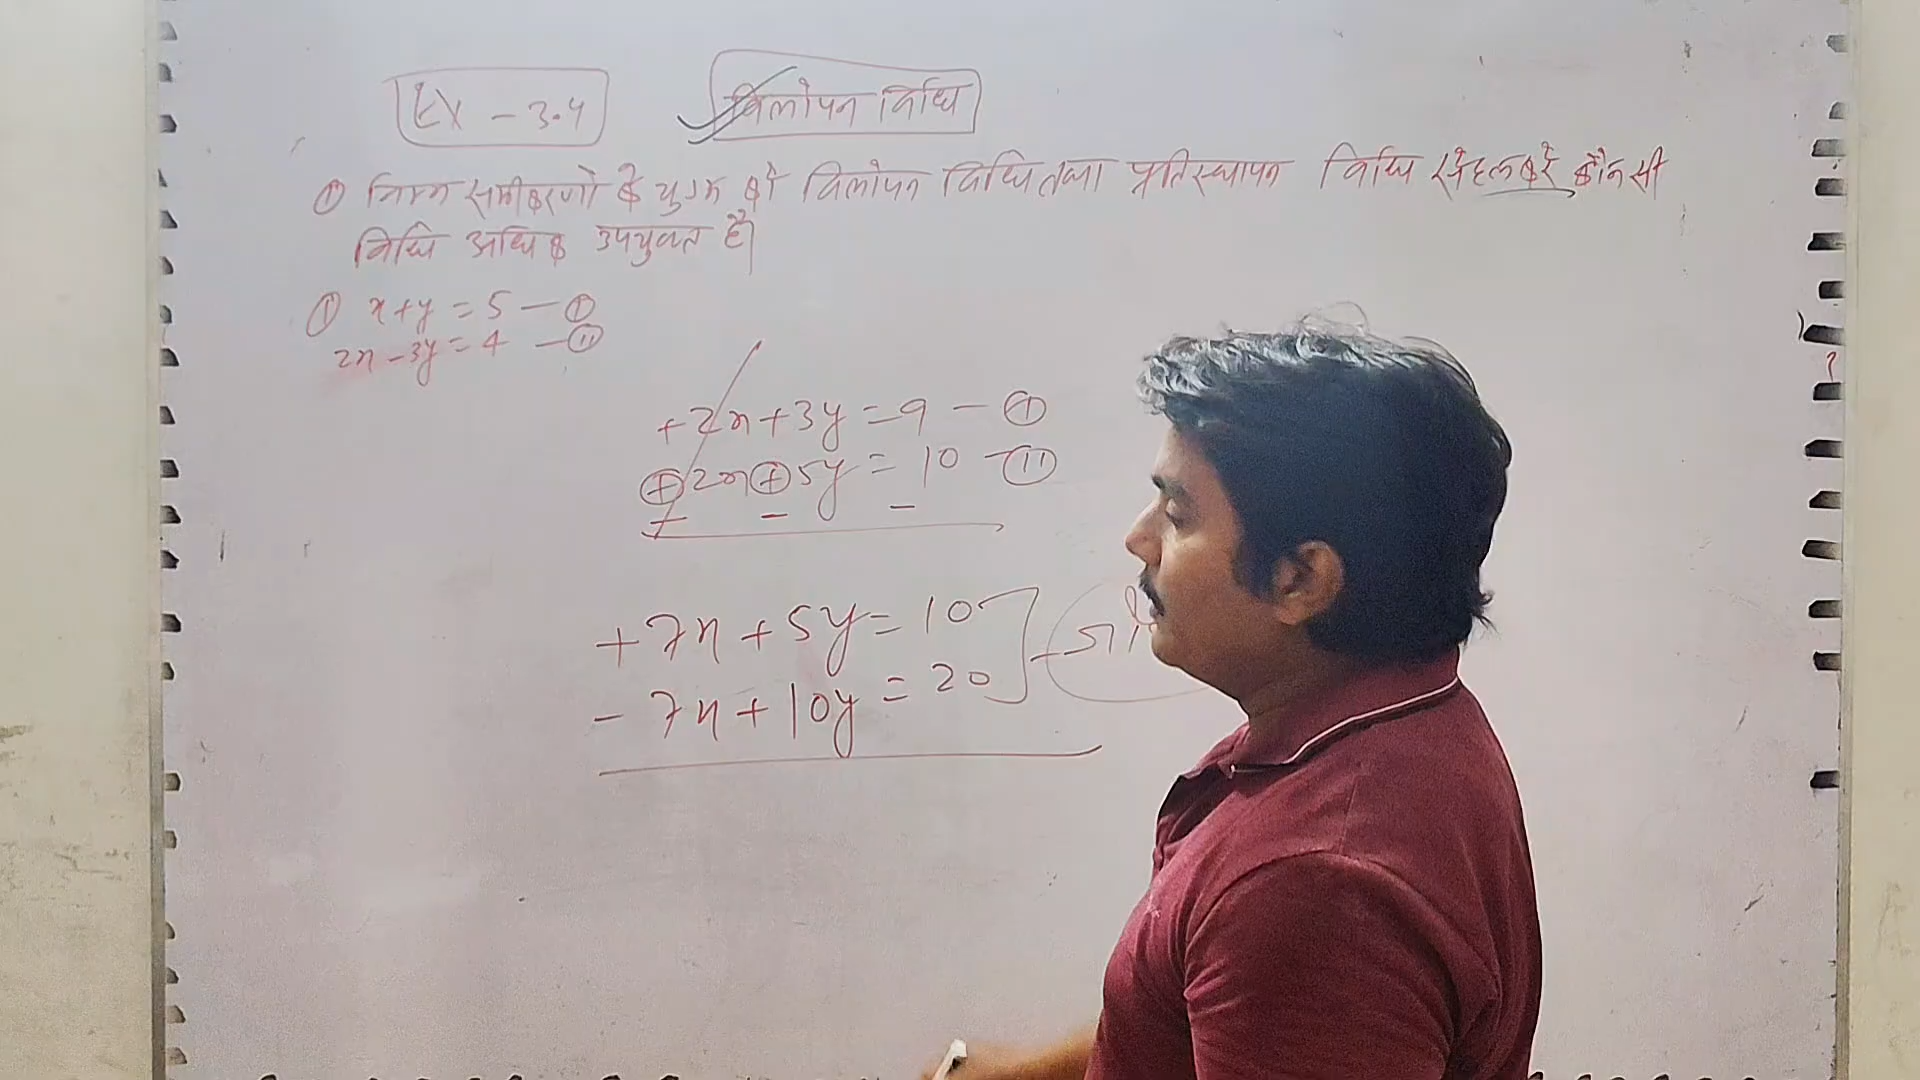 Ex - 3.4
विलोपन विधि
① निम्न समीकरणो के युग्म को विलोपन विधि तथा प्रतिस्थापन विधि से हल करे कौन सी
विधि अधिक उपयुक्त है।
① x+y = 5 — ①
2x - 3y = 4 — ⑪
+2x+3y = 9 — ①
⊕2x⊕5y = 10 — ⑪
- - -
+7x+5y = 10
-7x+10y = 20